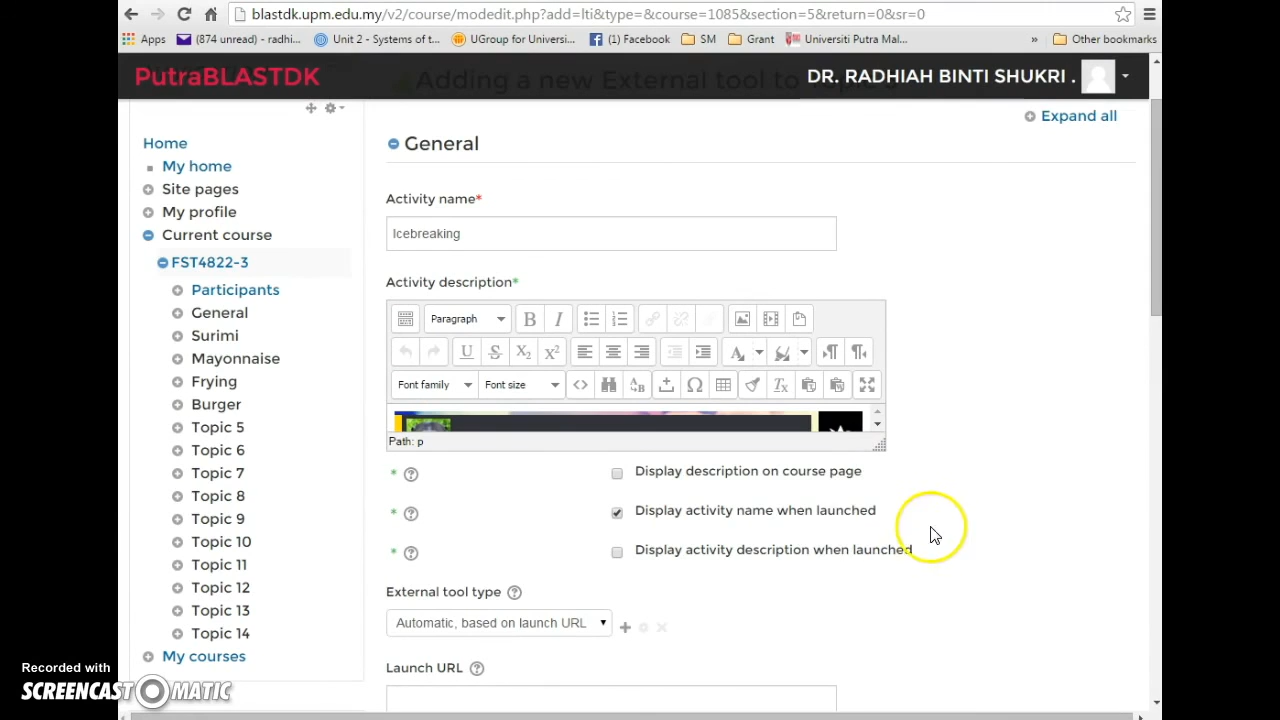 blastdk.upm.edu.my/v2/course/modedit.php?add=lti&type=&course=1085&section=5&return=0&sr=0
Apps
(874 unread) - radhi...
Unit 2 - Systems of t...
UGroup for Universi...
(1) Facebook
SM
Grant
Universiti Putra Mal...
»
Other bookmarks
PutraBLASTDK
DR. RADHIAH BINTI SHUKRI .
Expand all
Home
My home
Site pages
My profile
Current course
FST4822-3
Participants
General
Surimi
Mayonnaise
Frying
Burger
Topic 5
Topic 6
Topic 7
Topic 8
Topic 9
Topic 10
Topic 11
Topic 12
Topic 13
Topic 14
My courses
General
Activity name*
Icebreaking
Activity description*
Paragraph
Font family
Font size
Path: p
* Display description on course page
* Display activity name when launched
* Display activity description when launched
External tool type
Automatic, based on launch URL
Launch URL
Recorded with
SCREENCAST-O-MATIC